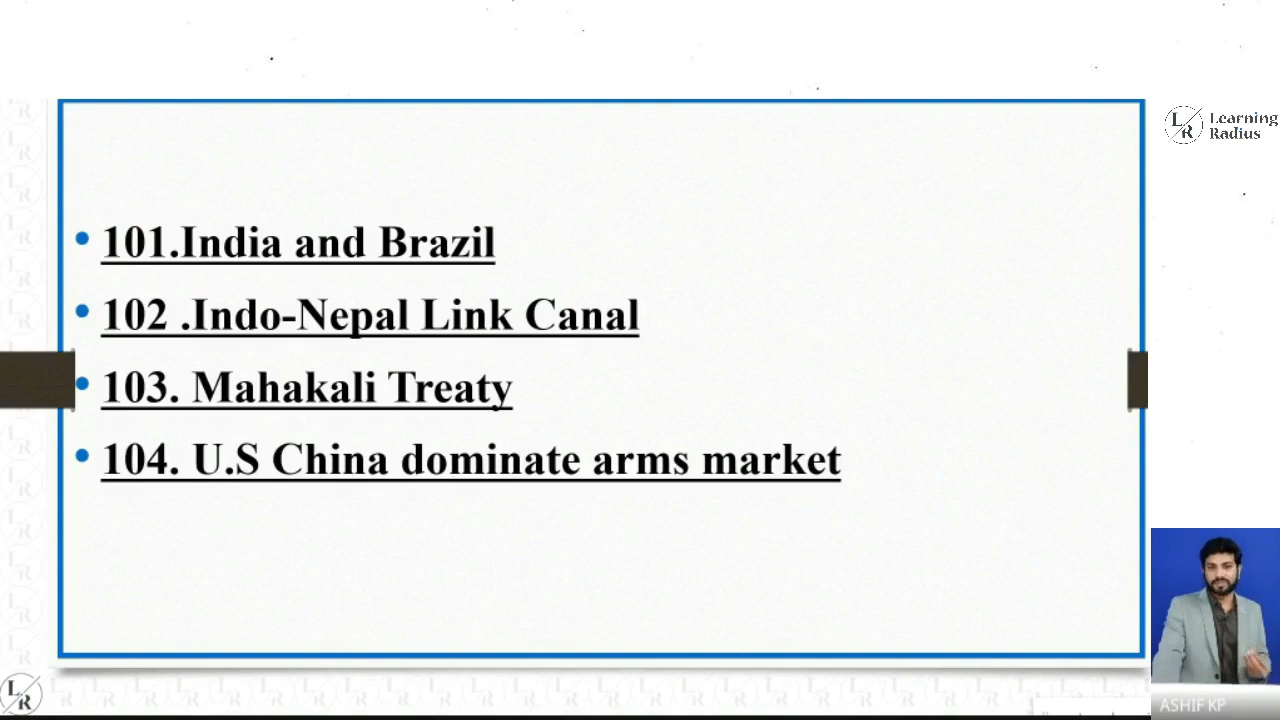 Learning
Radius
101.India and Brazil
102 .Indo-Nepal Link Canal
103. Mahakali Treaty
104. U.S China dominate arms market
LR
ASHIF KP